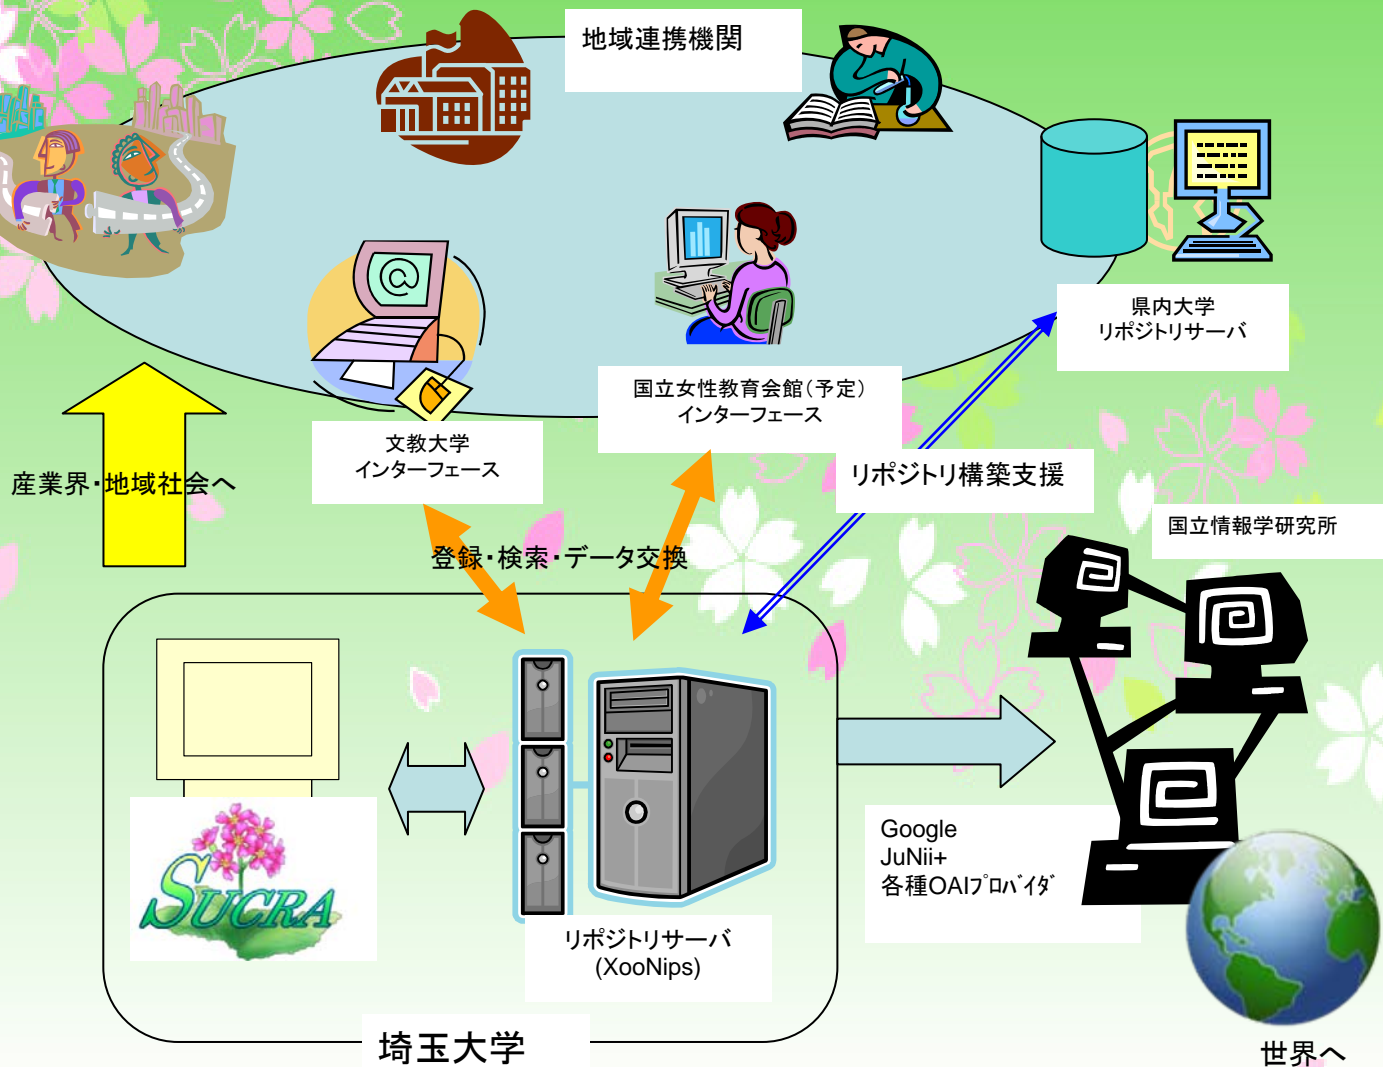 地域連携機関
県内大学
リポジトリサーバ
国立女性教育会館(予定)
インターフェース
文教大学
インターフェース
リポジトリ構築支援
産業界・地域社会へ
国立情報学研究所
登録・検索・データ交換
Google
JuNii+
各種OAIﾌﾟﾛﾊﾞｲﾀﾞ
SUCRA
リポジトリサーバ
(XooNips)
埼玉大学
世界へ
@